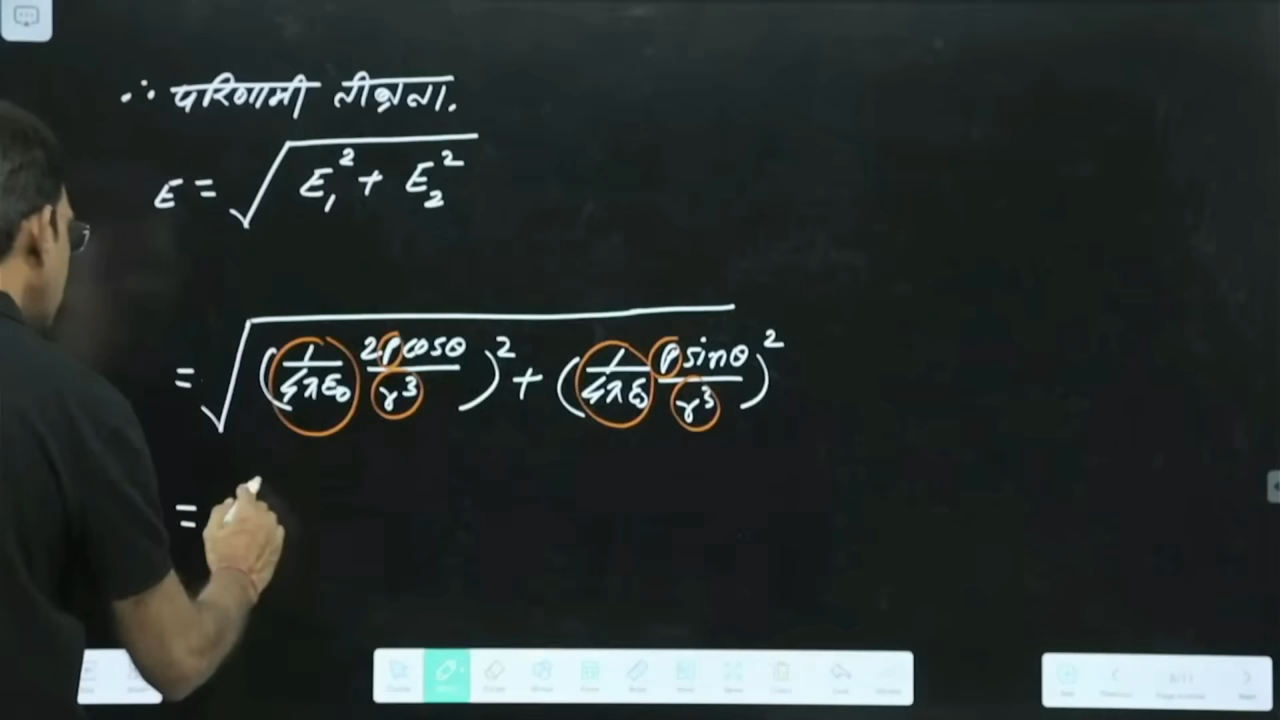 ∴ परिणामी तीव्रता.
E = √(E₁² + E₂²)
= √((1/4πε₀ 2pcosθ/r³)² + (1/4πε₀ psinθ/r³)²)
=